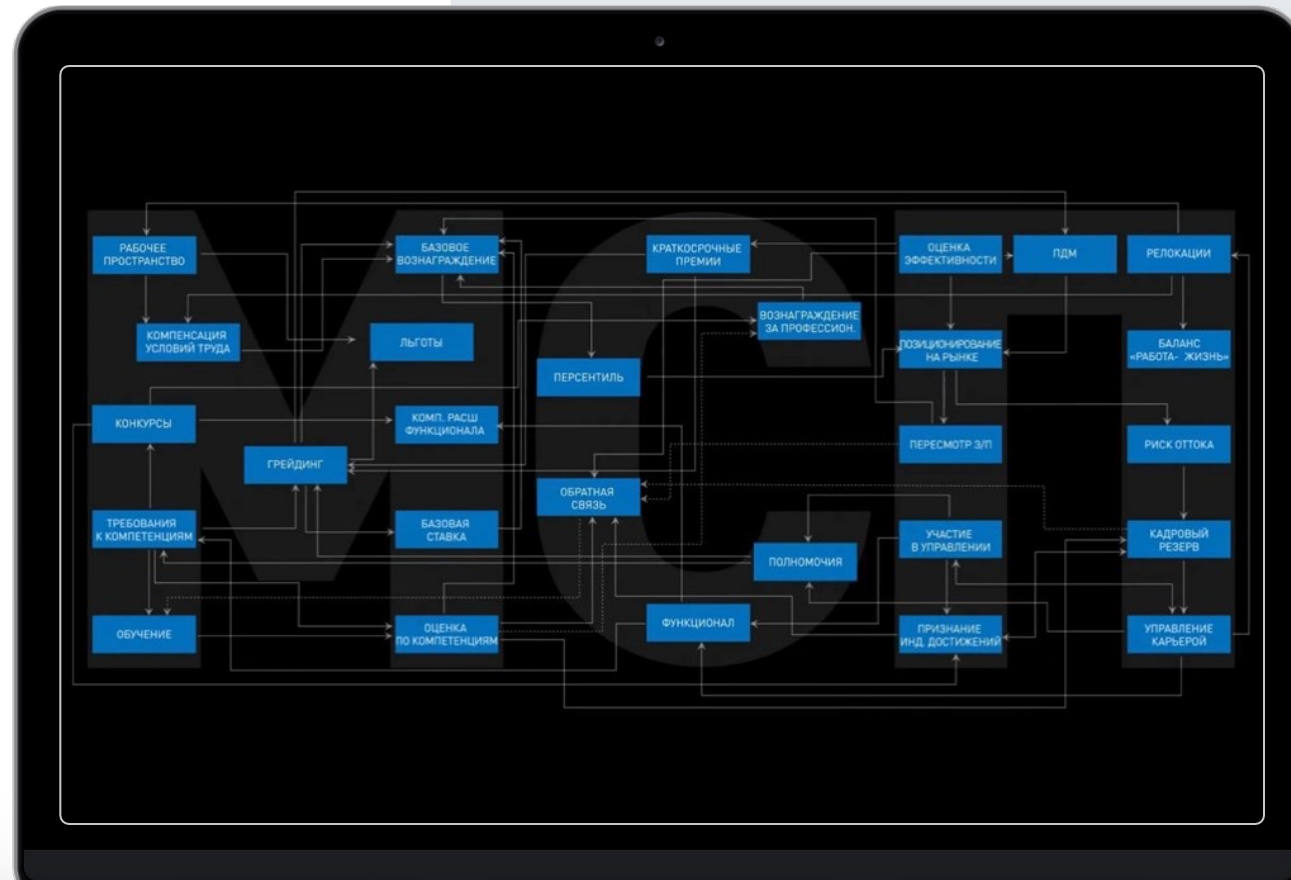 РАБОЧЕЕ
ПРОСТРАНСТВО
БАЗОВОЕ
ВОЗНАГРАЖДЕНИЕ
КРАТКОСРОЧНЫЕ
ПРЕМИИ
ОЦЕНКА
ЭФФЕКТИВНОСТИ
ПДМ
РЕЛОКАЦИИ
КОМПЕНСАЦИЯ
УСЛОВИЙ ТРУДА
ЛЬГОТЫ
ВОЗНАГРАЖДЕНИЕ
ЗА ПРОФЕССИОН.
ПОЗИЦИОНИРОВАНИЕ
НА РЫНКЕ
БАЛАНС
«РАБОТА- ЖИЗНЬ»
ПЕРСЕНТИЛЬ
КОНКУРСЫ
КОМП. РАСШ
ФУНКЦИОНАЛА
ПЕРЕСМОТР З/П
РИСК ОТТОКА
ГРЕЙДИНГ
ОБРАТНАЯ
СВЯЗЬ
ТРЕБОВАНИЯ
К КОМПЕТЕНЦИЯМ
БАЗОВАЯ
СТАВКА
ПОЛНОМОЧИЯ
УЧАСТИЕ
В УПРАВЛЕНИИ
КАДРОВЫЙ
РЕЗЕРВ
ОБУЧЕНИЕ
ОЦЕНКА
ПО КОМПЕТЕНЦИЯМ
ФУНКЦИОНАЛ
ПРИЗНАНИЕ
ИНД. ДОСТИЖЕНИЙ
УПРАВЛЕНИЕ
КАРЬЕРОЙ
МСП